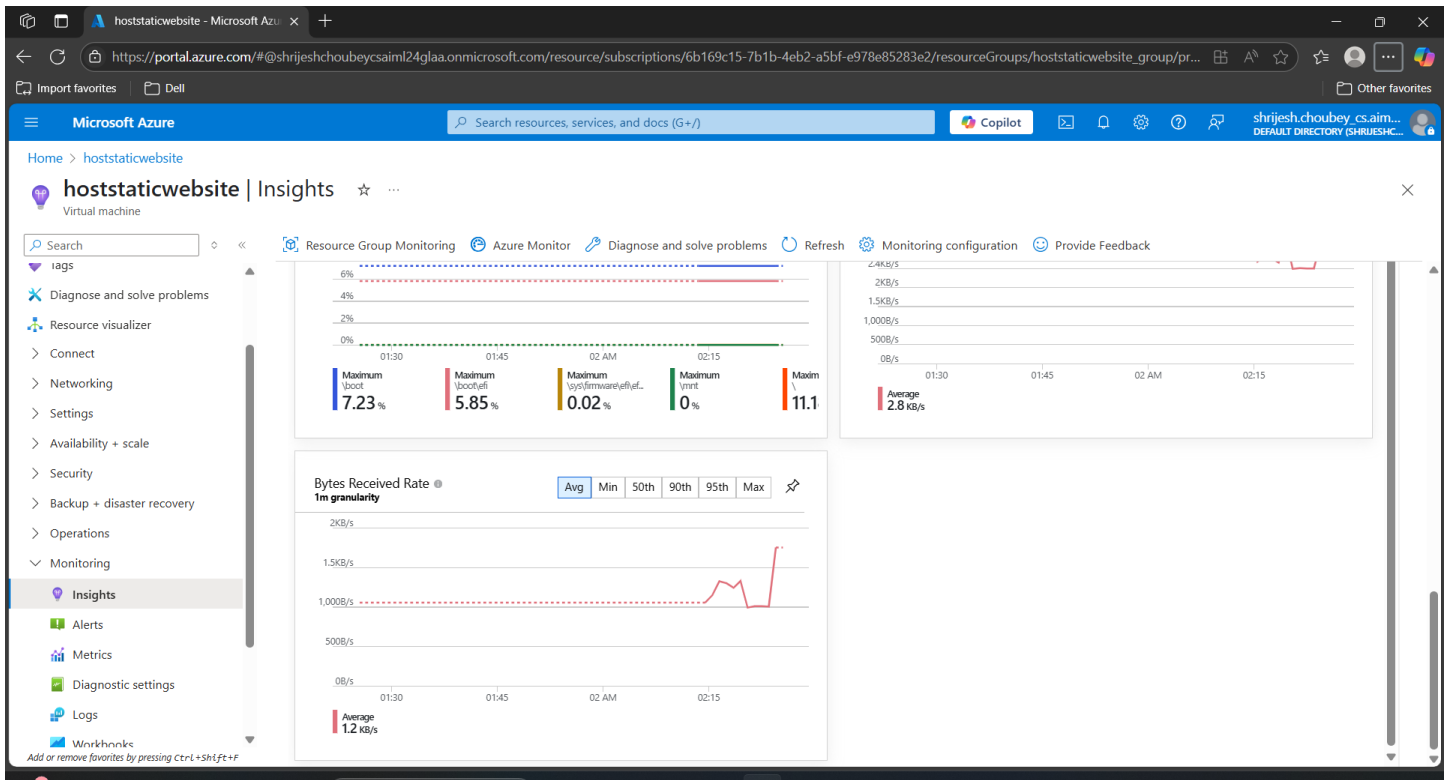 hoststaticwebsite - Microsoft Azu
https://portal.azure.com/#@shrijeshchoubeycsaiml24glaa.onmicrosoft.com/resource/subscriptions/6b169c15-7b1b-4eb2-a5bf-e978e85283e2/resourceGroups/hoststaticwebsite_group/pr...
Import favorites Dell Other favorites
Microsoft Azure Search resources, services, and docs (G+/) Copilot shrijesh.choubey_cs.aim...
DEFAULT DIRECTORY (SHRIJESHC...
Home > hoststaticwebsite
hoststaticwebsite | Insights ...
Virtual machine
Search
Resource Group Monitoring Azure Monitor Diagnose and solve problems Refresh Monitoring configuration Provide Feedback
Tags
Diagnose and solve problems
Resource visualizer
Connect
Networking
Settings
Availability + scale
Security
Backup + disaster recovery
Operations
Monitoring
Insights
Alerts
Metrics
Diagnostic settings
Logs
Workbooks
Add or remove favorites by pressing Ctrl+Shift+F
6%
4%
2%
0%
01:30 01:45 02 AM 02:15
Maximum Maximum Maximum Maximum Maxim
\boot \boot\efi \sys\firmware\efi\ef... \mnt \
7.23 % 5.85 % 0.02 % 0 % 11.1
2.4KB/s
2KB/s
1.5KB/s
1,000B/s
500B/s
0B/s
01:30 01:45 02 AM 02:15
Average
2.8 KB/s
Bytes Received Rate
1m granularity
Avg Min 50th 90th 95th Max
2KB/s
1.5KB/s
1,000B/s
500B/s
0B/s
01:30 01:45 02 AM 02:15
Average
1.2 KB/s